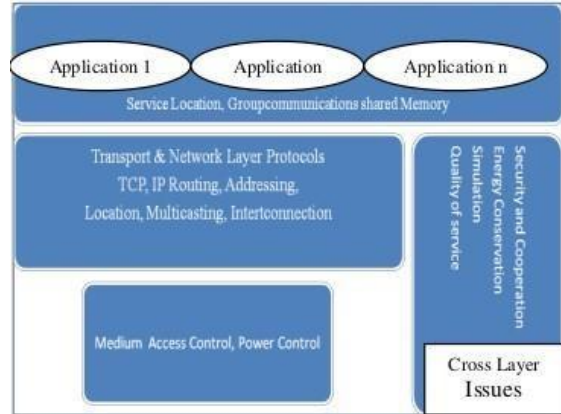 Application 1
Application
Application n
Service Location, Groupcommunications shared Memory
Transport & Network Layer Protocols
TCP, IP Routing, Addressing,
Location, Multicasting, Intertconnection
Medium Access Control, Power Control
Security and Cooperation
Energy Conservation
Simulation
Quality of service
Cross Layer
Issues